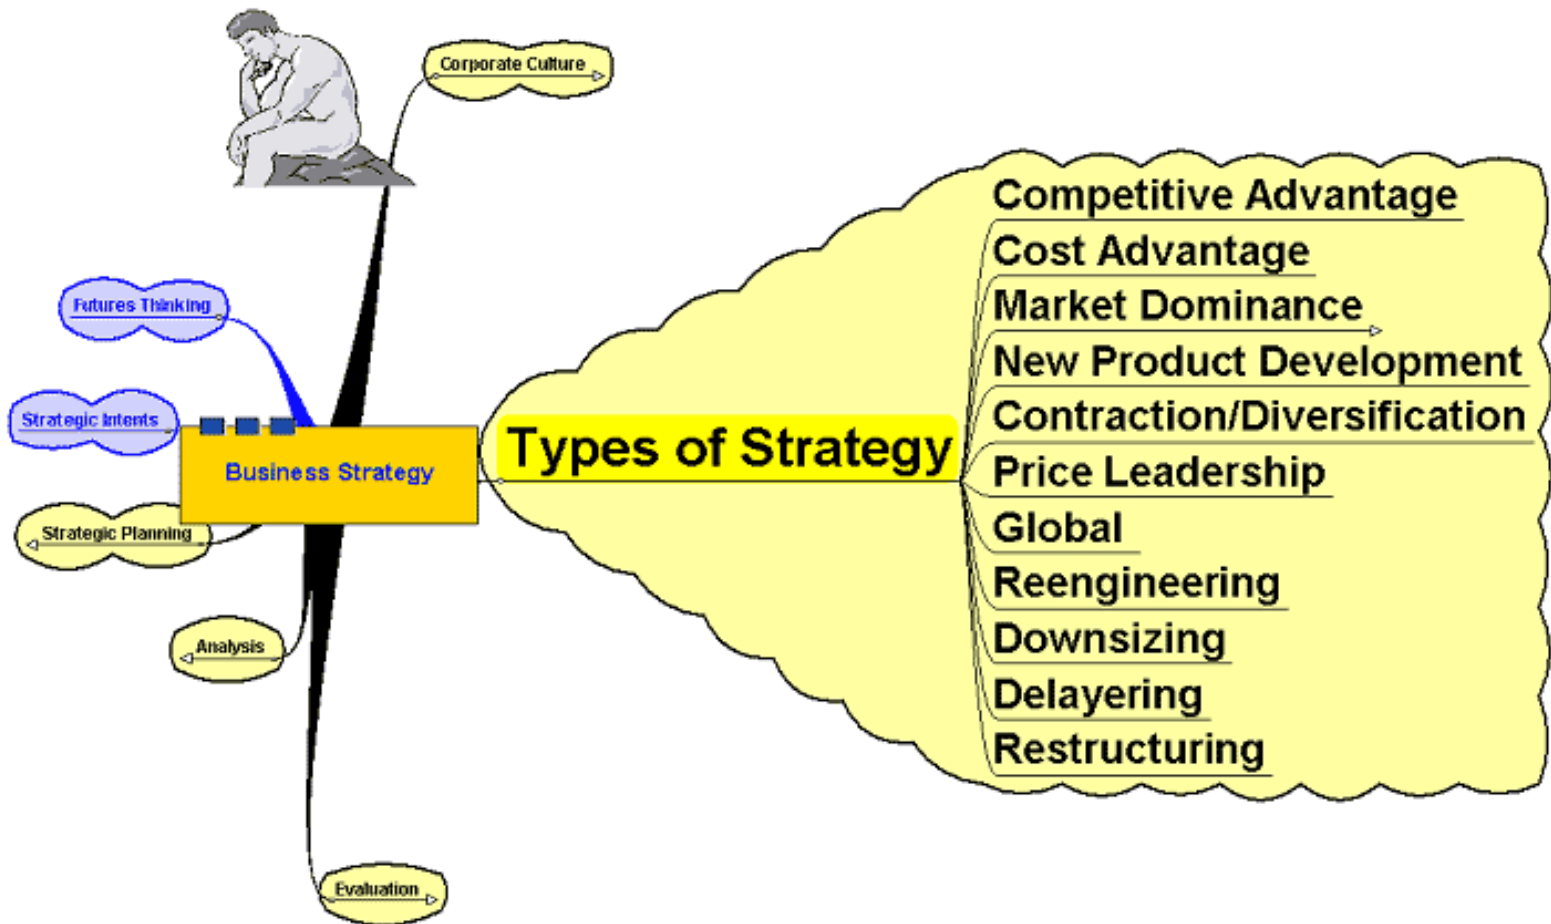 Corporate Culture
Futures Thinking
Strategic Intents
Business Strategy
Strategic Planning
Analysis
Evaluation
Types of Strategy
Competitive Advantage
Cost Advantage
Market Dominance
New Product Development
Contraction/Diversification
Price Leadership
Global
Reengineering
Downsizing
Delayering
Restructuring